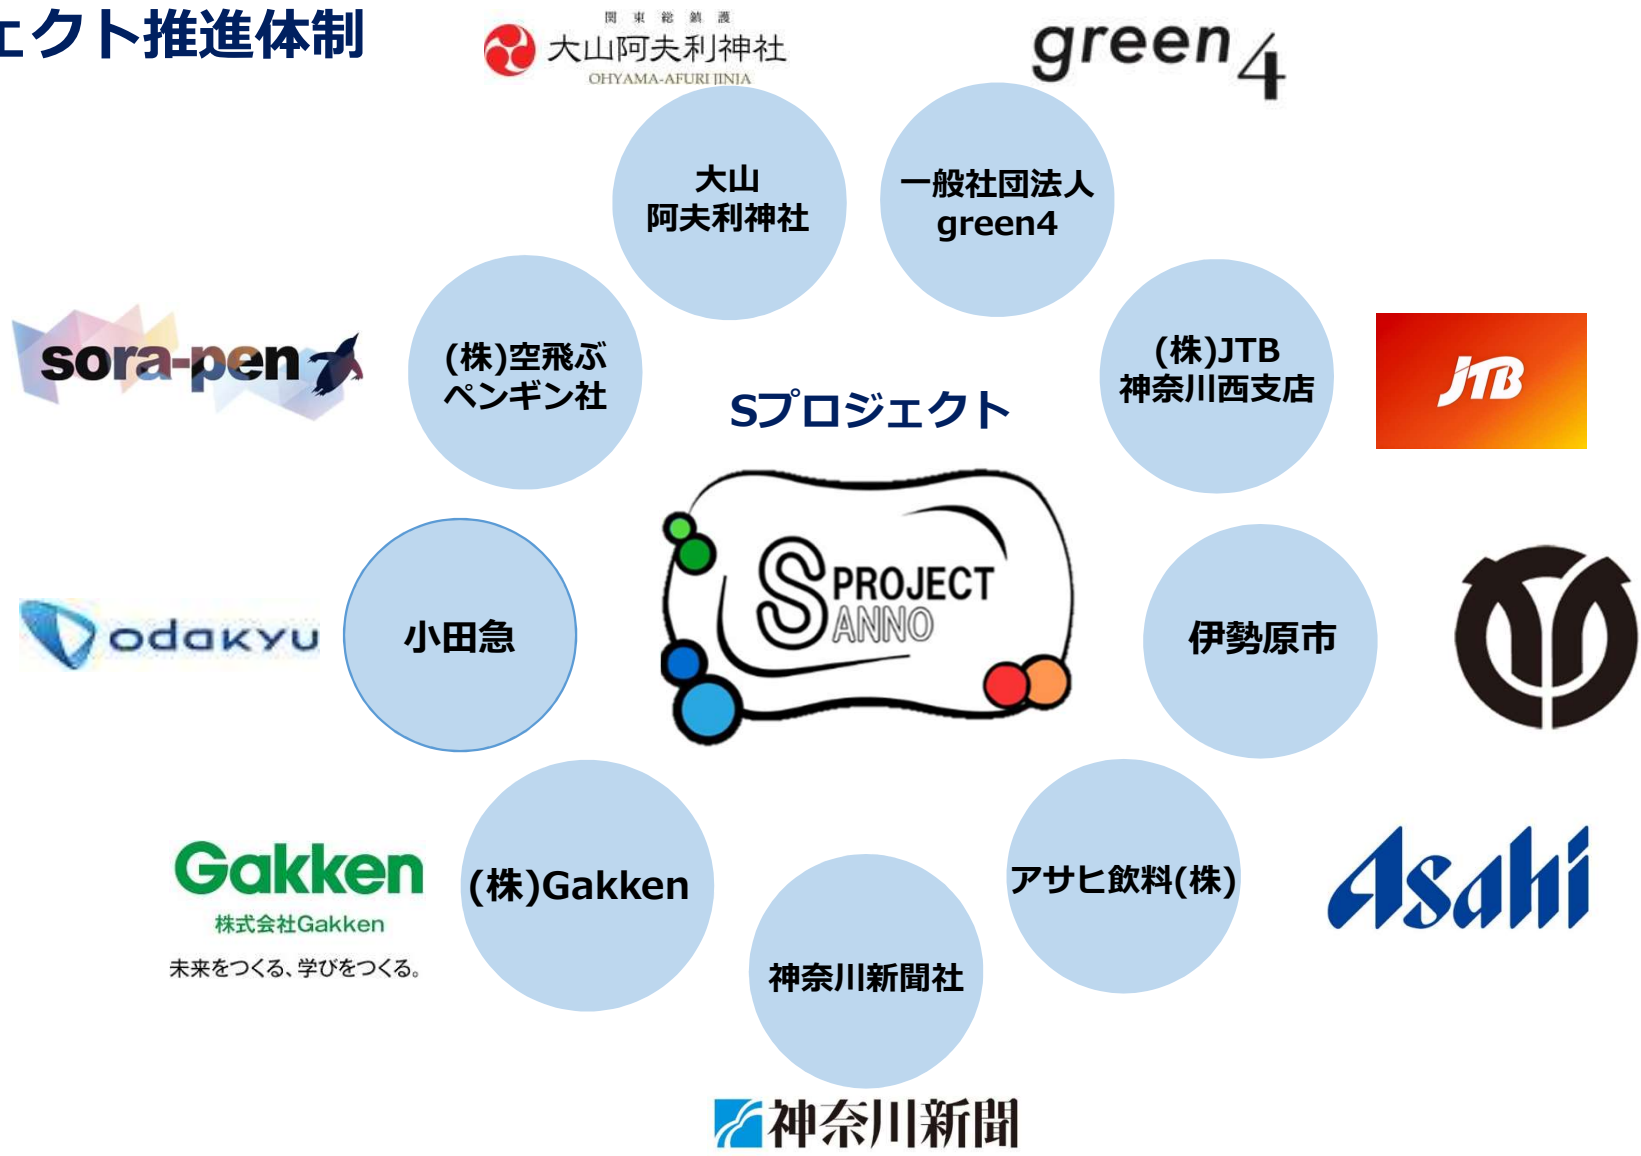 ェクト推進体制
関東総鎮護
大山阿夫利神社
OHYAMA-AFURI JINJA
green4
大山
阿夫利神社
一般社団法人
green4
sora-pen
(株)空飛ぶ
ペンギン社
(株)JTB
神奈川西支店
JTB
Sプロジェクト
S PROJECT
SANNO
odakyu
小田急
伊勢原市
Gakken
株式会社Gakken
未来をつくる、学びをつくる。
(株)Gakken
神奈川新聞社
アサヒ飲料(株)
Asahi
神奈川新聞